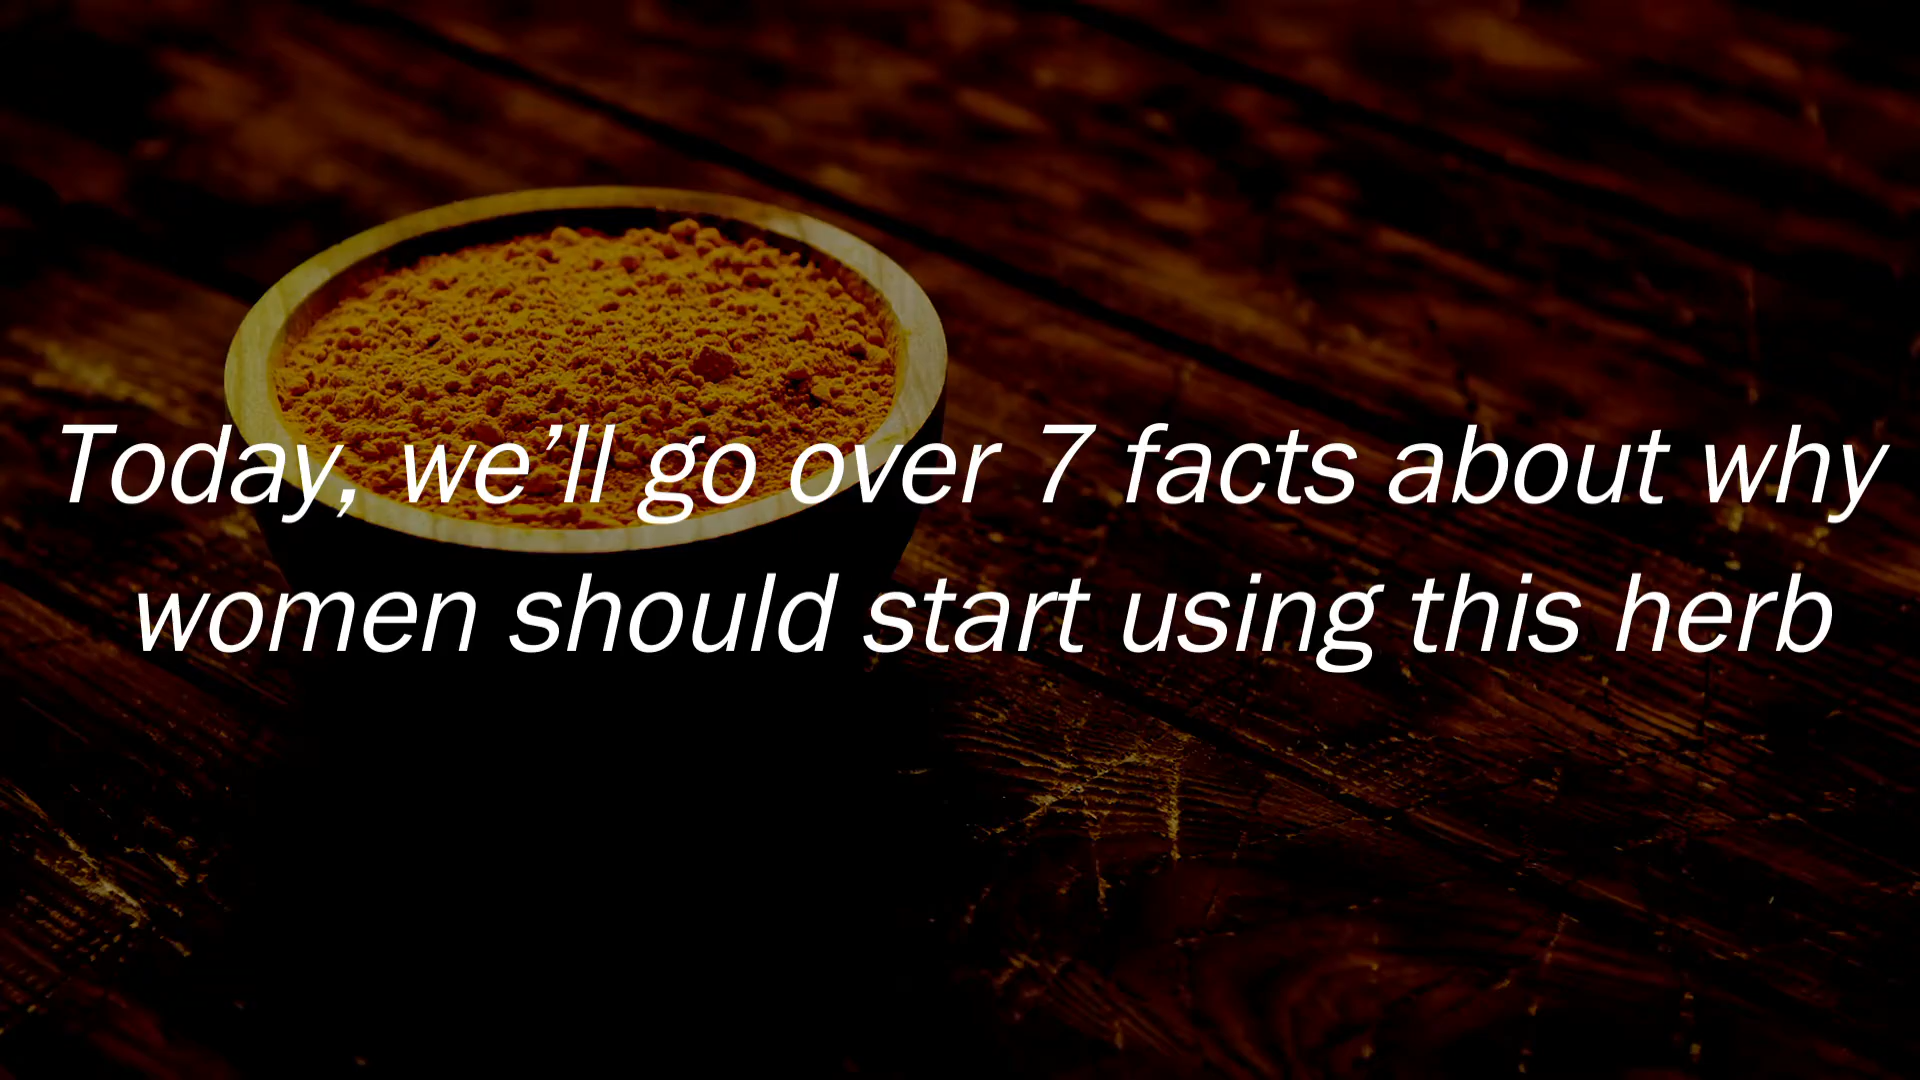 Today, we’ll go over 7 facts about why
women should start using this herb